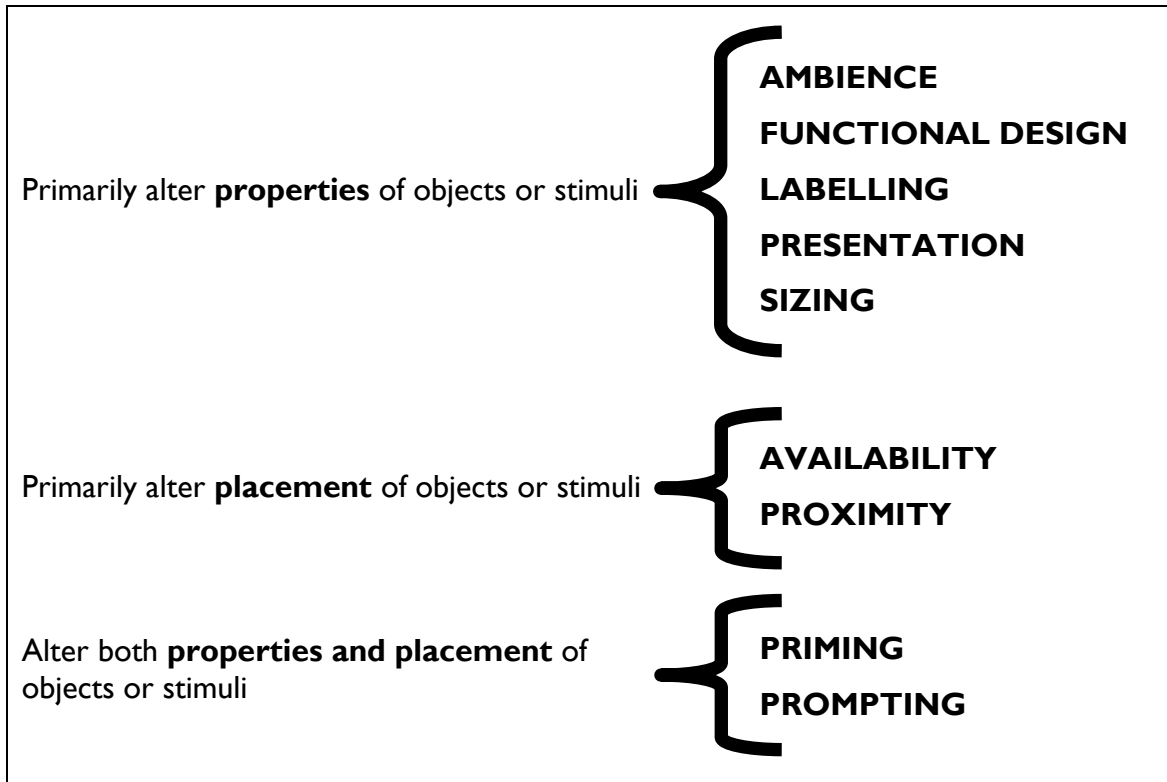 Primarily alter properties of objects or stimuli
AMBIENCE
FUNCTIONAL DESIGN
LABELLING
PRESENTATION
SIZING
Primarily alter placement of objects or stimuli
AVAILABILITY
PROXIMITY
Alter both properties and placement of
objects or stimuli
PRIMING
PROMPTING